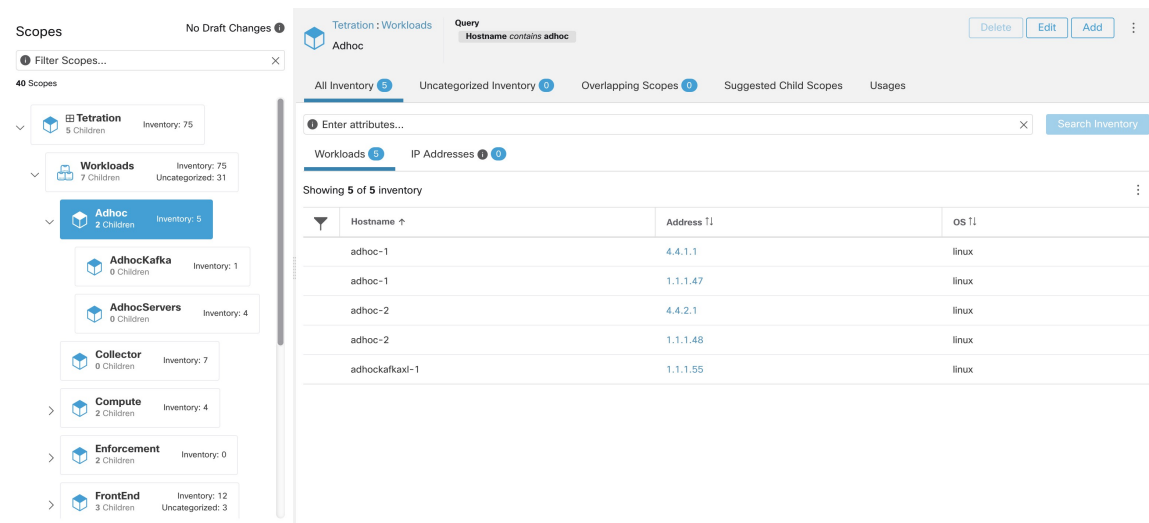 Scopes
No Draft Changes
Filter Scopes...
40 Scopes
Tetration
5 Children
Inventory: 75
Workloads
7 Children
Inventory: 75
Uncategorized: 31
Adhoc
2 Children
Inventory: 5
AdhocKafka
0 Children
Inventory: 1
AdhocServers
0 Children
Inventory: 4
Collector
0 Children
Inventory: 7
Compute
2 Children
Inventory: 4
Enforcement
2 Children
Inventory: 0
FrontEnd
3 Children
Inventory: 12
Uncategorized: 3
Tetration : Workloads
Adhoc
Query
Hostname contains adhoc
Delete Edit Add
All Inventory 5 Uncategorized Inventory 0 Overlapping Scopes 0 Suggested Child Scopes Usages
Enter attributes... Search Inventory
Workloads 5 IP Addresses 0
Showing 5 of 5 inventory
Hostname Address OS
adhoc-1 4.4.1.1 linux
adhoc-1 1.1.1.47 linux
adhoc-2 4.4.2.1 linux
adhoc-2 1.1.1.48 linux
adhockafkaxl-1 1.1.1.55 linux